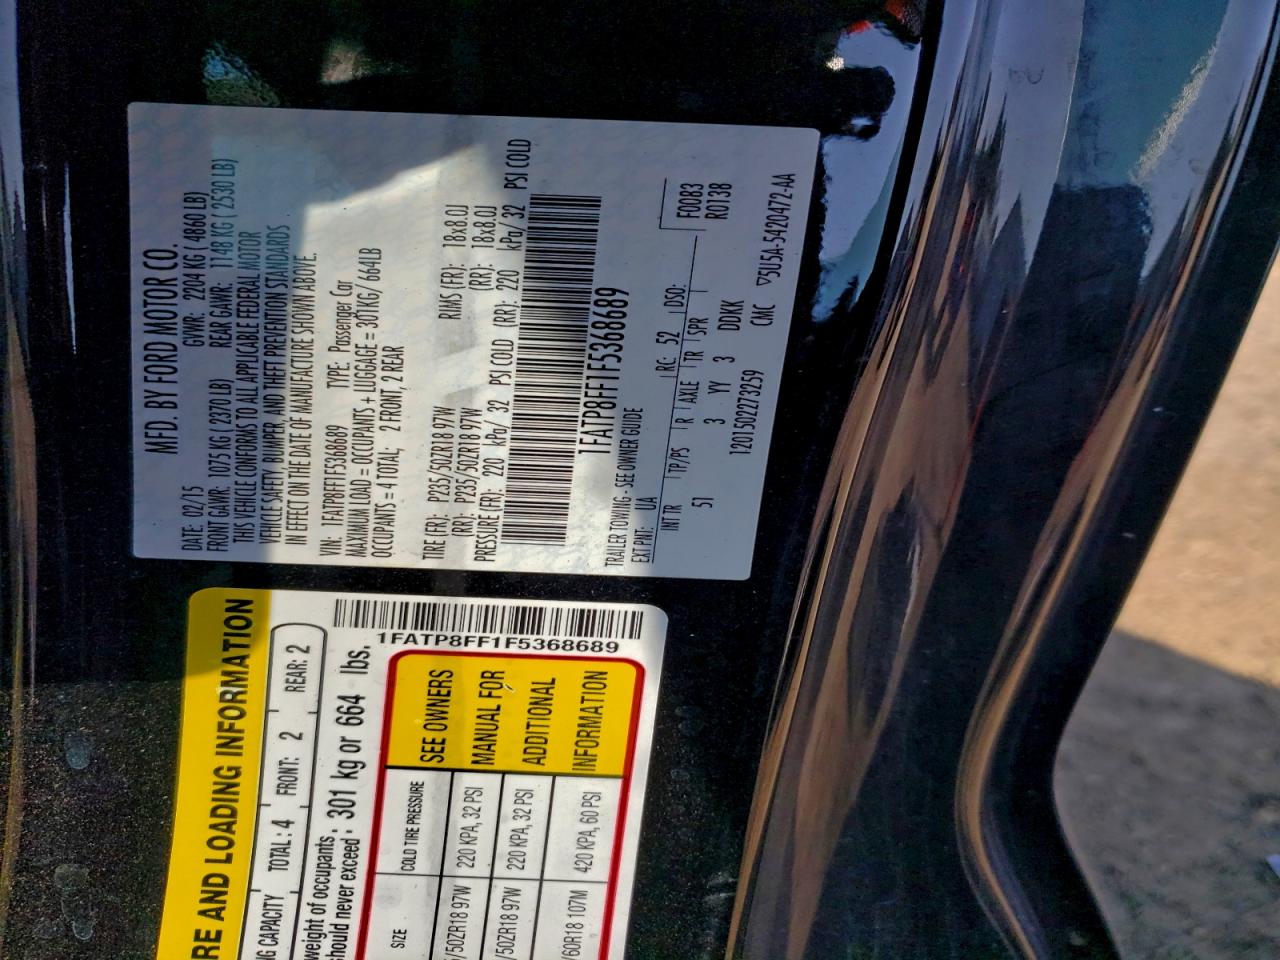 MFD. BY FORD MOTOR CO.
DATE: 02/15 GVWR: 2204 KG ( 4860 LB)
FRONT GAWR: 1075 KG ( 2370 LB) REAR GAWR: 1148 KG ( 2530 LB)
THIS VEHICLE CONFORMS TO ALL APPLICABLE FEDERAL MOTOR
VEHICLE SAFETY, BUMPER, AND THEFT PREVENTION STANDARDS
IN EFFECT ON THE DATE OF MANUFACTURE SHOWN ABOVE.
VIN: 1FATP8FF1F5368689 TYPE: Passenger Car
MAXIMUM LOAD = OCCUPANTS + LUGGAGE = 301KG / 664LB
OCCUPANTS = 4 TOTAL; 2 FRONT, 2 REAR
TIRE (FR): P235/50ZR18 97W RIMS (FR): 18x8.0J
(RR): P235/50ZR18 97W (RR): 18x8.0J
PRESSURE (FR): 220 kPa/ 32 PSI COLD (RR): 220 kPa/ 32 PSI COLD
1FATP8FF1F5368689
TRAILER TOWING - SEE OWNER GUIDE
EXT PNT: UA RC: 52 DSO: F0083
INT TR TP/PS R AXLE TR SPR R0138
51 3 YY 3 DDKK
1201502273259 CMC 5U5A-5420472-AA
RE AND LOADING INFORMATION
NG CAPACITY TOTAL : 4 FRONT: 2 REAR: 2
weight of occupants,
should never exceed : 301 kg or 664 lbs.
1FATP8FF1F5368689
SIZE COLD TIRE PRESSURE SEE OWNERS
/50ZR18 97W 220 KPA, 32 PSI MANUAL FOR
/50ZR18 97W 220 KPA, 32 PSI ADDITIONAL
/60R18 107M 420 KPA, 60 PSI INFORMATION